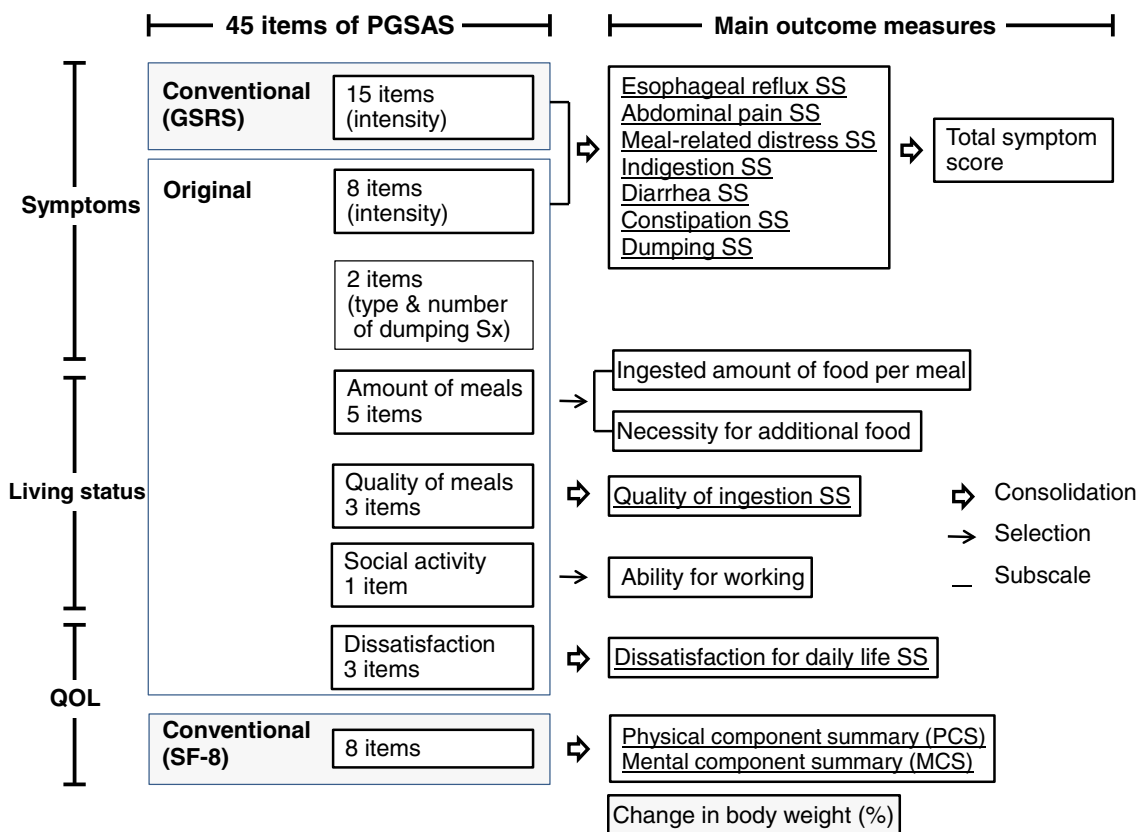 45 items of PGSAS
Main outcome measures
Symptoms
Living status
QOL
Conventional
(GSRS)
15 items
(intensity)
Original
8 items
(intensity)
2 items
(type & number
of dumping Sx)
Amount of meals
5 items
Quality of meals
3 items
Social activity
1 item
Dissatisfaction
3 items
Conventional
(SF-8)
8 items
Esophageal reflux SS
Abdominal pain SS
Meal-related distress SS
Indigestion SS
Diarrhea SS
Constipation SS
Dumping SS
Total symptom
score
Ingested amount of food per meal
Necessity for additional food
Quality of ingestion SS
Ability for working
Dissatisfaction for daily life SS
Physical component summary (PCS)
Mental component summary (MCS)
Change in body weight (%)
Consolidation
Selection
Subscale